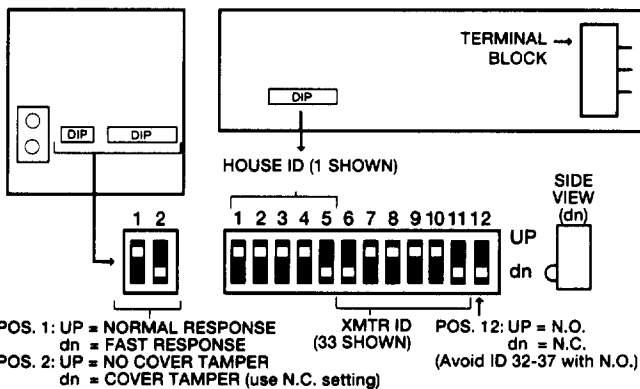 TERMINAL
BLOCK
DIP
DIP DIP
HOUSE ID (1 SHOWN)
SIDE
VIEW
(dn)
1 2
1 2 3 4 5 6 7 8 9 10 11 12
UP
dn
XMTR ID
(33 SHOWN)
POS. 1: UP = NORMAL RESPONSE
dn = FAST RESPONSE
POS. 2: UP = NO COVER TAMPER
dn = COVER TAMPER (use N.C. setting)
POS. 12: UP = N.O.
dn = N.C.
(Avoid ID 32-37 with N.O.)